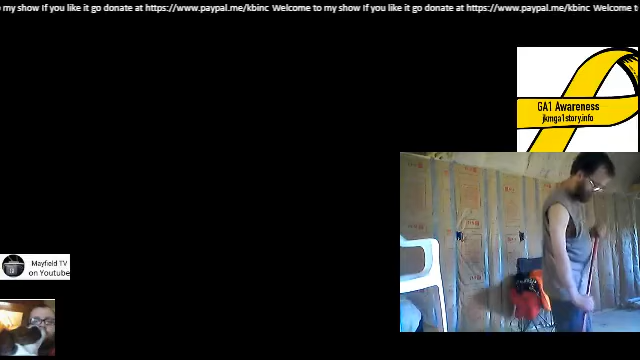 my show If you like it go donate at https://www.paypal.me/kbinc Welcome to my show If you like it go donate at https://www.paypal.me/kbinc Welcome to
GA1 Awareness
jkmga1story.info
Mayfield TV
on Youtube